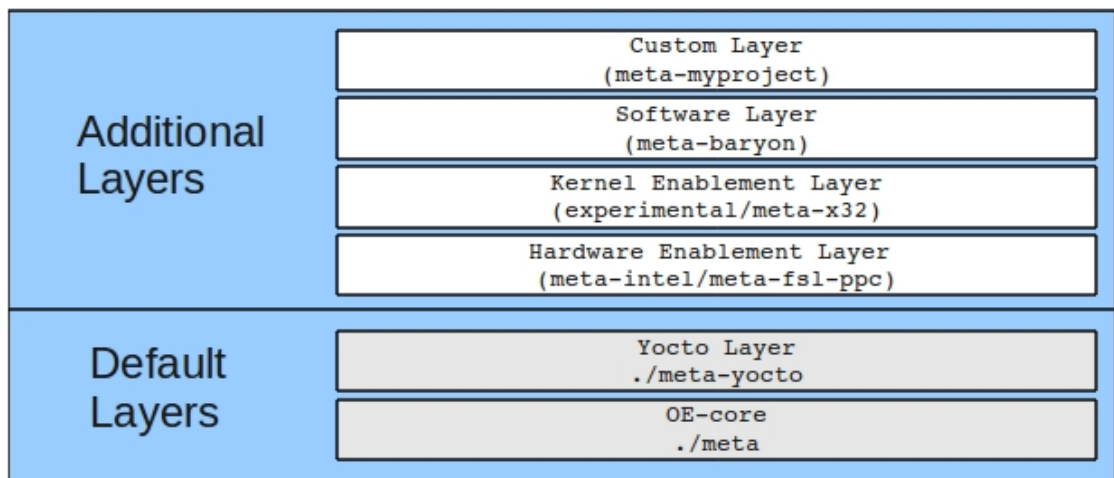 Additional
Layers
Custom Layer
(meta-myproject)
Software Layer
(meta-baryon)
Kernel Enablement Layer
(experimental/meta-x32)
Hardware Enablement Layer
(meta-intel/meta-fsl-ppc)
Default
Layers
Yocto Layer
./meta-yocto
OE-core
./meta